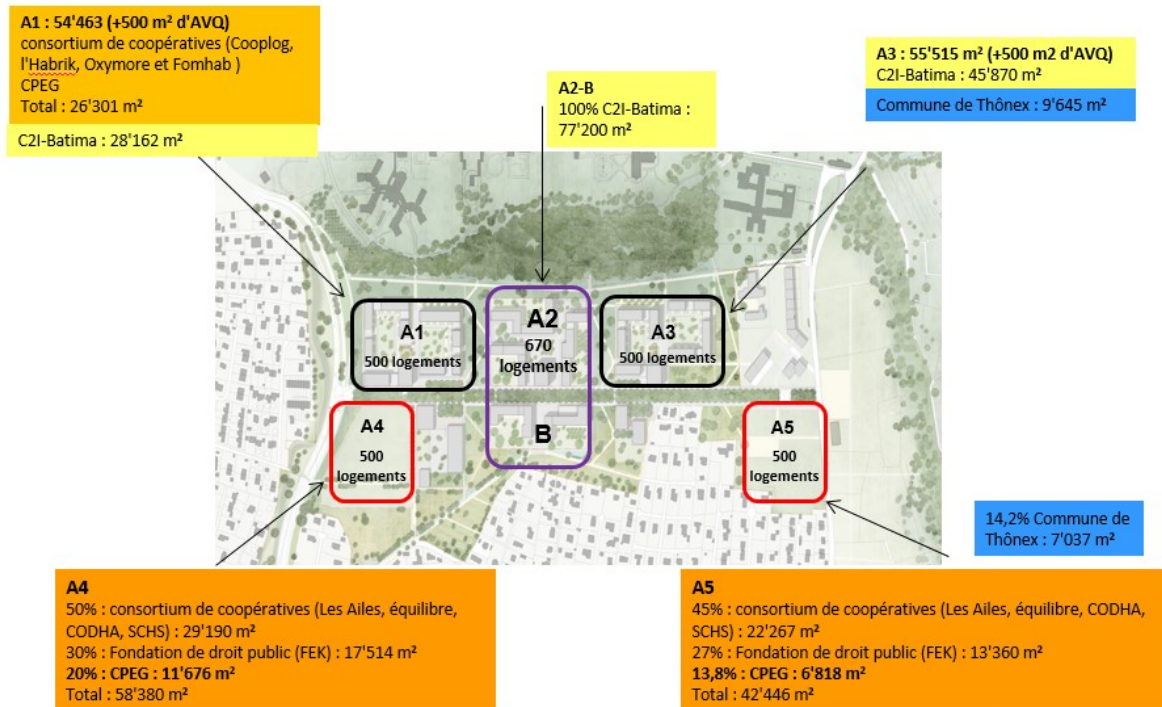 A1 : 54'463 (+500 m² d'AVQ)
consortium de coopératives (Cooplog,
l'Habrik, Oxymore et Fomhab )
CPEG
Total : 26'301 m²
C2I-Batima : 28'162 m²
A2-B
100% C2I-Batima :
77'200 m²
A3 : 55'515 m² (+500 m2 d'AVQ)
C2I-Batima : 45'870 m²
Commune de Thônex : 9'645 m²
A1
500 logements
A2
670
logements
B
A3
500 logements
A4
500
logements
A5
500
logements
14,2% Commune de
Thônex : 7'037 m²
A4
50% : consortium de coopératives (Les Ailes, équilibre,
CODHA, SCHS) : 29'190 m²
30% : Fondation de droit public (FEK) : 17'514 m²
20% : CPEG : 11'676 m²
Total : 58'380 m²
A5
45% : consortium de coopératives (Les Ailes, équilibre, CODHA,
SCHS) : 22'267 m²
27% : Fondation de droit public (FEK) : 13'360 m²
13,8% : CPEG : 6'818 m²
Total : 42'446 m²